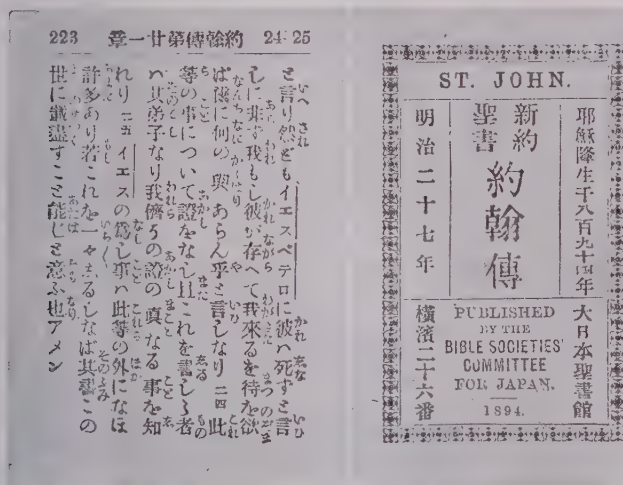 223 約翰傳第廿一章 24-25
と言り然どもイエスペテロに彼ハ死すと言
しに非ず我もし彼が存へて我來るを待を欲
ば儞に何の與あらん乎と言しなり 二四 此
等の事について證をなし且これを書しゝ者
ハ其弟子なり我儕その證の真なる事を知
れり 二五 イエスの爲し事ハ此等の外になほ
許多あり若これを一々志るしなば其書この
世に載盡すこと能じと意ふ也アメン
ST. JOHN.
耶穌降生千八百九十四年
新約
聖書
約翰傳
明治二十七年
大日本聖書館
PUBLISHED
BY THE
BIBLE SOCIETIES'
COMMITTEE
FOR JAPAN.
1894.
橫濱二十六番